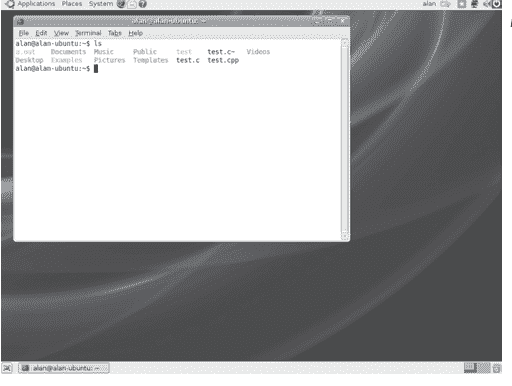 Applications Places System alan
alan@alan-ubuntu: ~
File Edit View Terminal Tabs Help
alan@alan-ubuntu:~$ ls
a.out Documents Music Public test test.c~ Videos
Desktop Examples Pictures Templates test.c test.cpp
alan@alan-ubuntu:~$
alan@alan-ubuntu: ~